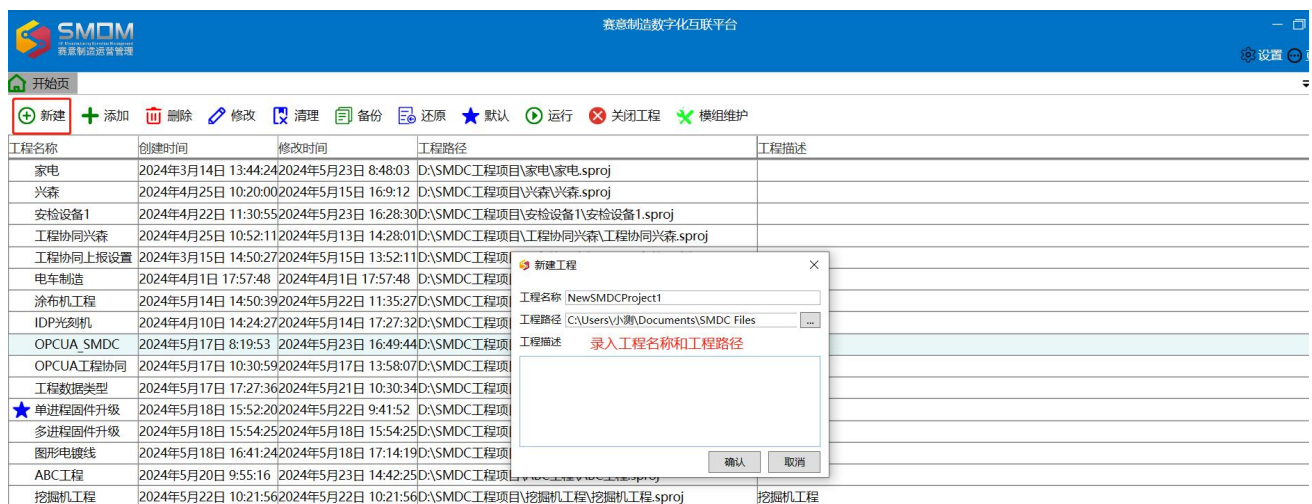 赛意制造数字化互联平台
SMOM
赛意制造运营管理
设置
开始页
新建 添加 删除 修改 清理 备份 还原 默认 运行 关闭工程 模组维护
工程名称 创建时间 修改时间 工程路径 工程描述
家电 2024年3月14日 13:44:24 2024年5月23日 8:48:03 D:\SMDC工程项目\家电\家电.sproj
兴森 2024年4月25日 10:20:00 2024年5月15日 16:9:12 D:\SMDC工程项目\兴森\兴森.sproj
安检设备1 2024年4月22日 11:30:55 2024年5月23日 16:28:30 D:\SMDC工程项目\安检设备1\安检设备1.sproj
工程协同兴森 2024年4月25日 10:52:11 2024年5月13日 14:28:01 D:\SMDC工程项目\工程协同兴森\工程协同兴森.sproj
工程协同上报设置 2024年3月15日 14:50:27 2024年5月15日 13:52:11 D:\SMDC工程项
电车制造 2024年4月1日 17:57:48 2024年4月1日 17:57:48 D:\SMDC工程项
涂布机工程 2024年5月14日 14:50:39 2024年5月22日 11:35:27 D:\SMDC工程项
IDP光刻机 2024年4月10日 14:24:27 2024年5月14日 17:27:32 D:\SMDC工程项
OPCUA_SMDC 2024年5月17日 8:19:53 2024年5月23日 16:49:44 D:\SMDC工程项
OPCUA工程协同 2024年5月17日 10:30:59 2024年5月17日 13:58:07 D:\SMDC工程项
工程数据类型 2024年5月17日 17:27:36 2024年5月21日 10:30:34 D:\SMDC工程项
单进程固件升级 2024年5月18日 15:52:20 2024年5月22日 9:41:52 D:\SMDC工程项
多进程固件升级 2024年5月18日 15:54:25 2024年5月18日 15:54:25 D:\SMDC工程项
图形电镀线 2024年5月18日 16:41:24 2024年5月18日 17:14:19 D:\SMDC工程项
ABC工程 2024年5月20日 9:55:16 2024年5月23日 14:42:25 D:\SMDC工程项
挖掘机工程 2024年5月22日 10:21:56 2024年5月22日 10:21:56 D:\SMDC工程项目\挖掘机工程\挖掘机工程.sproj 挖掘机工程
新建工程
工程名称 NewSMDCProject1
工程路径 C:\Users\小测\Documents\SMDC Files ...
工程描述 录入工程名称和工程路径
确认 取消